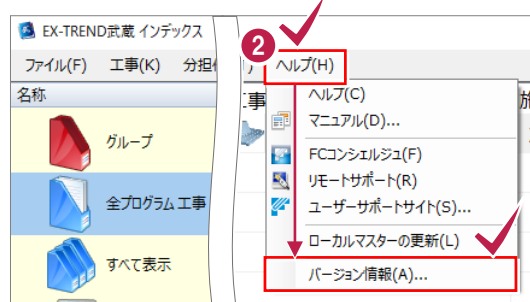 EX-TREND武蔵 インデックス
ファイル(F) 工事(K) 分担
2
ヘルプ(H)
名称
事
グループ
全プログラム 工事
すべて表示
ヘルプ(C)
マニュアル(D)...
FCコンシェルジュ(F)
リモートサポート(R)
ユーザーサポートサイト(S)...
ローカルマスターの更新(L)
バージョン情報(A)...